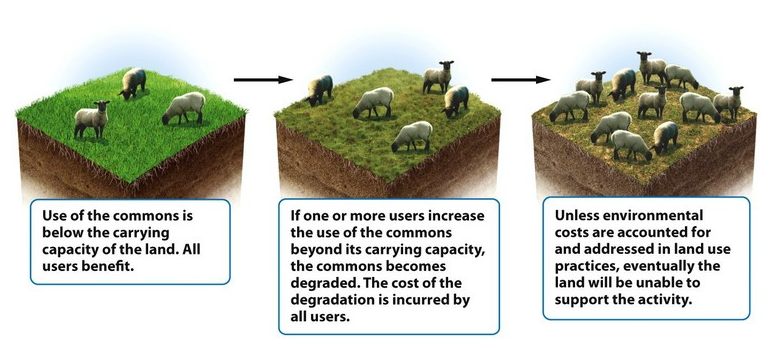 Use of the commons is
below the carrying
capacity of the land. All
users benefit.
If one or more users increase
the use of the commons
beyond its carrying capacity,
the commons becomes
degraded. The cost of the
degradation is incurred by
all users.
Unless environmental
costs are accounted for
and addressed in land use
practices, eventually the
land will be unable to
support the activity.